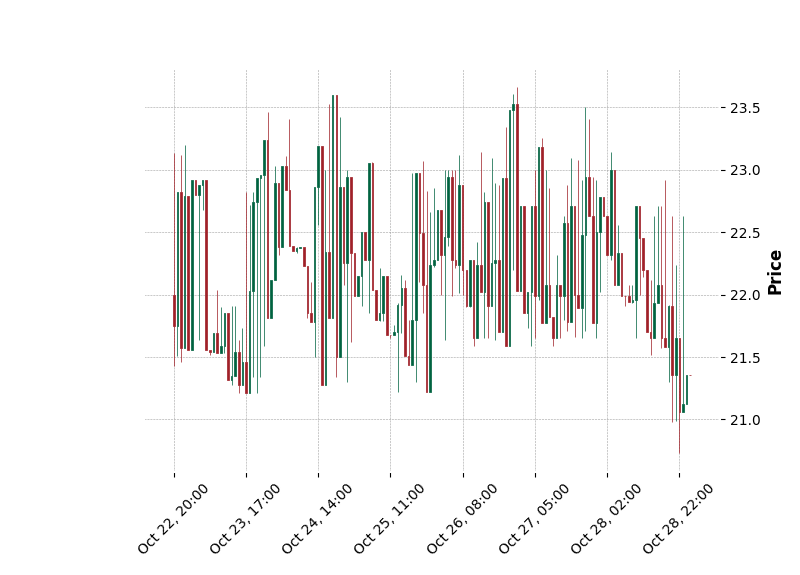 23.5
23.0
22.5
22.0
21.5
21.0
Price
Oct 22, 20:00
Oct 23, 17:00
Oct 24, 14:00
Oct 25, 11:00
Oct 26, 08:00
Oct 27, 05:00
Oct 28, 02:00
Oct 28, 22:00